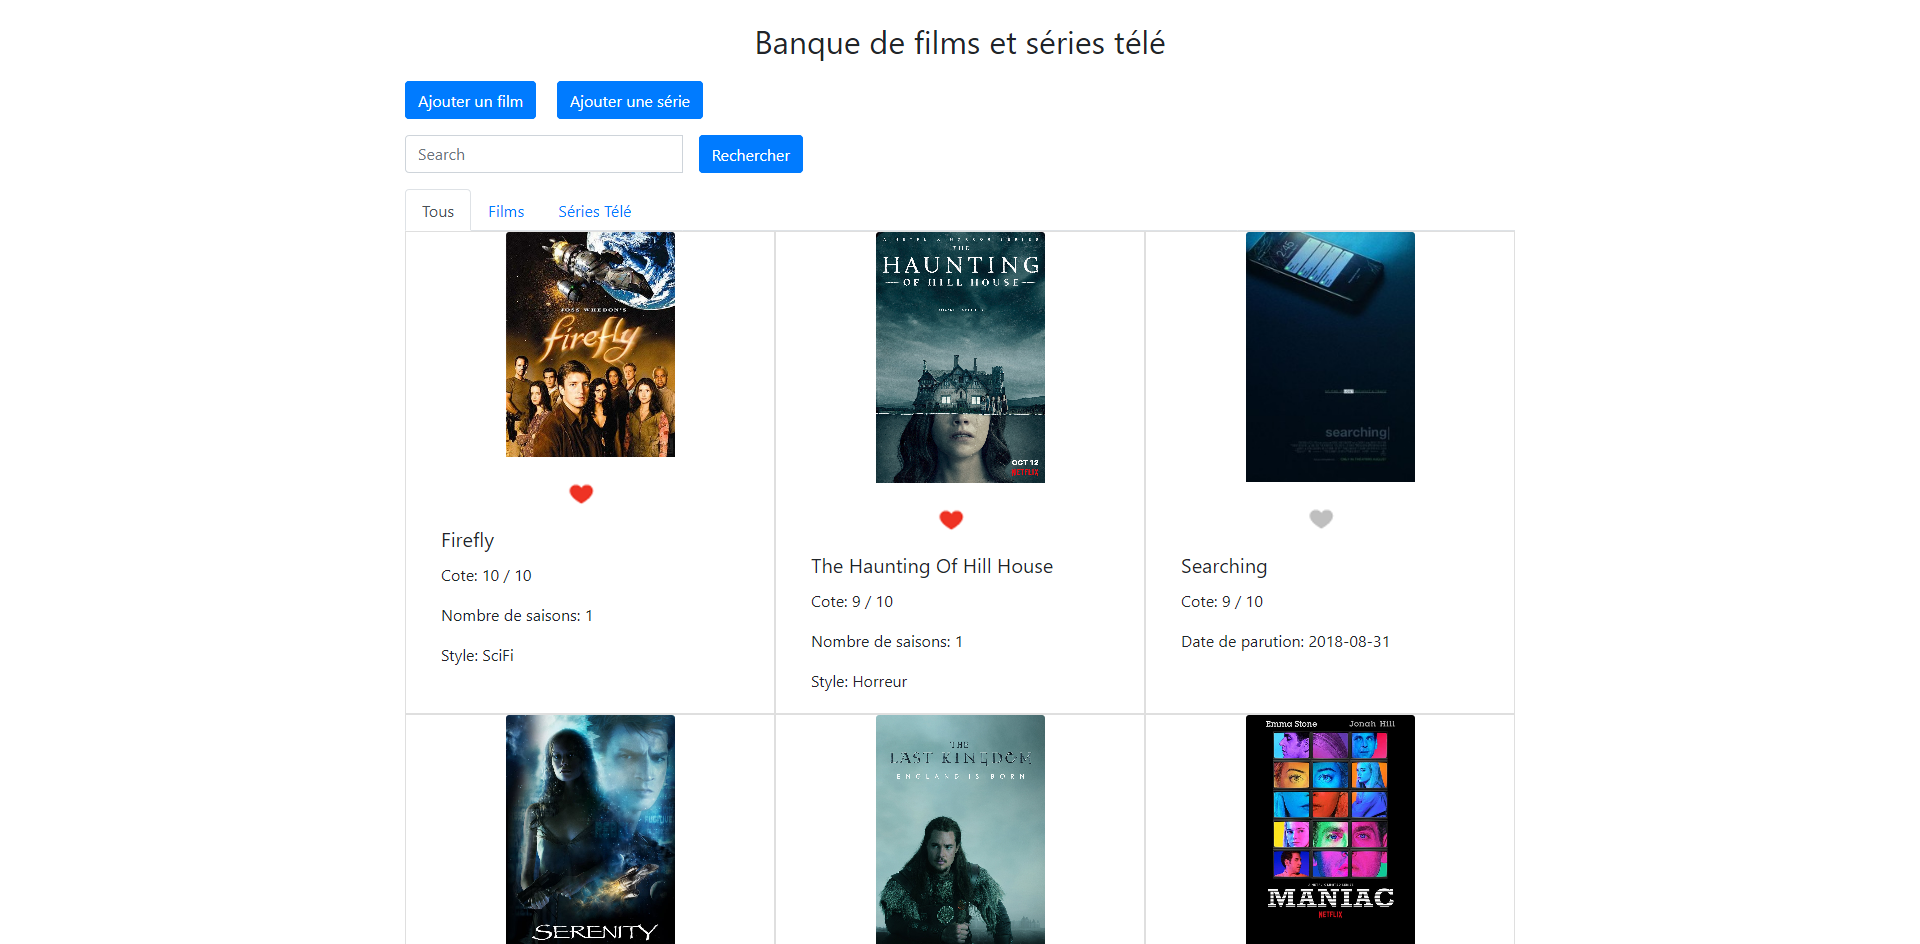 Banque de films et séries télé
Ajouter un film
Ajouter une série
Search
Rechercher
Tous
Films
Séries Télé
JOSS WHEDON'S
firefly
THE
HAUNTING
OF HILL HOUSE
OCT 12
NETFLIX
searching
Firefly
Cote: 10 / 10
Nombre de saisons: 1
Style: SciFi
The Haunting Of Hill House
Cote: 9 / 10
Nombre de saisons: 1
Style: Horreur
Searching
Cote: 9 / 10
Date de parution: 2018-08-31
SERENITY
THE
LAST KINGDOM
ENGLAND IS BORN
Emma Stone
Jonah Hill
MANIAC
NETFLIX